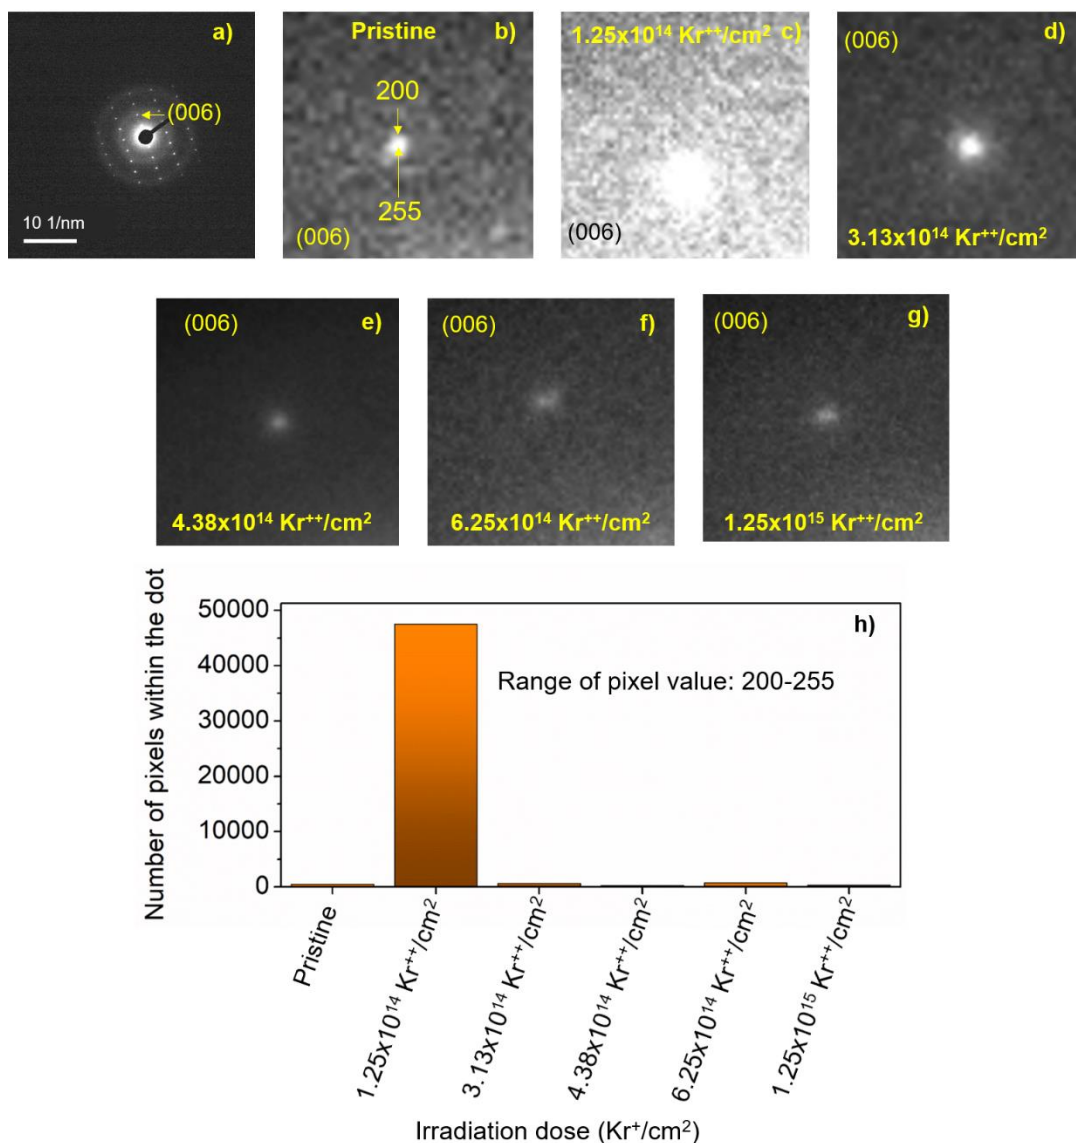 a)
(006)
10 1/nm
Pristine
b)
200
255
(006)
1.25x10¹⁴ Kr⁺⁺/cm²
c)
(006)
(006)
d)
3.13x10¹⁴ Kr⁺⁺/cm²
(006)
e)
4.38x10¹⁴ Kr⁺⁺/cm²
(006)
f)
6.25x10¹⁴ Kr⁺⁺/cm²
(006)
g)
1.25x10¹⁵ Kr⁺⁺/cm²
h)
Range of pixel value: 200-255
Number of pixels within the dot
50000
40000
30000
20000
10000
0
Pristine
1.25x10¹⁴ Kr⁺⁺/cm²
3.13x10¹⁴ Kr⁺⁺/cm²
4.38x10¹⁴ Kr⁺⁺/cm²
6.25x10¹⁴ Kr⁺⁺/cm²
1.25x10¹⁵ Kr⁺⁺/cm²
Irradiation dose (Kr⁺/cm²)